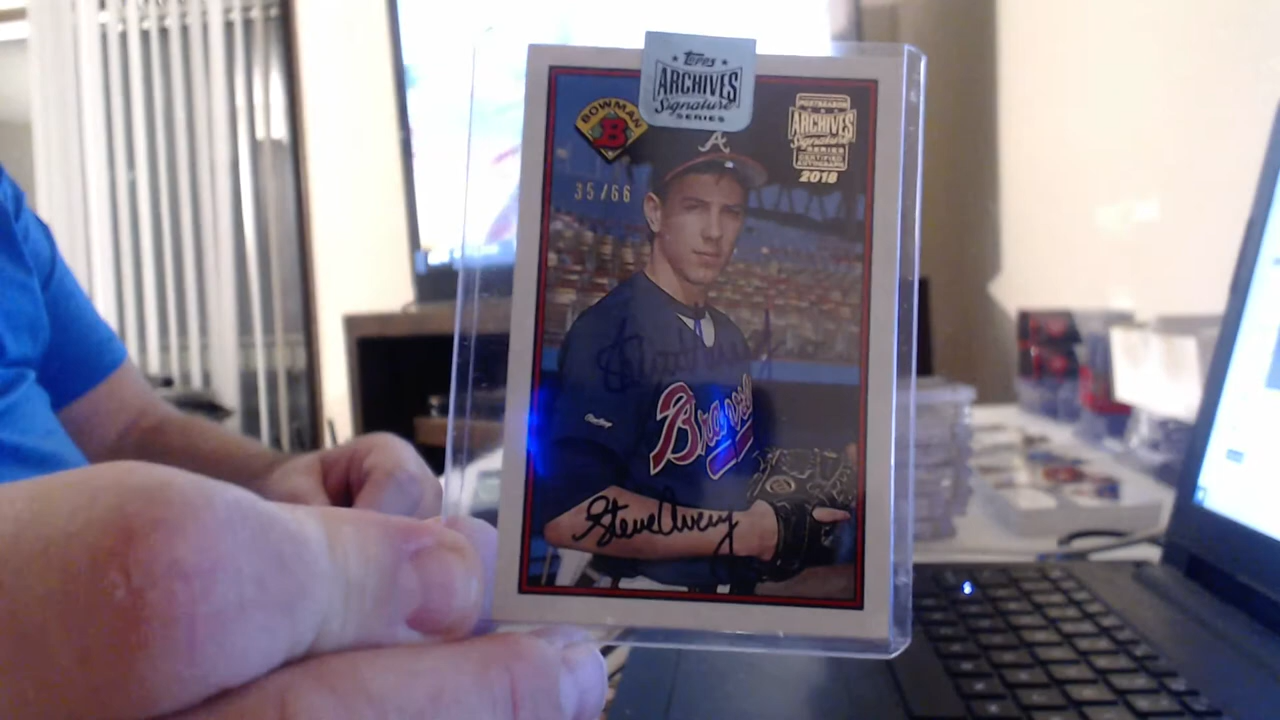 topps
ARCHIVES
Signature
SERIES
BOWMAN
B
POSTSEASON
ARCHIVES
Signature
SERIES
CERTIFIED
AUTOGRAPH
2018
A
35/66
Braves
Steve Avery